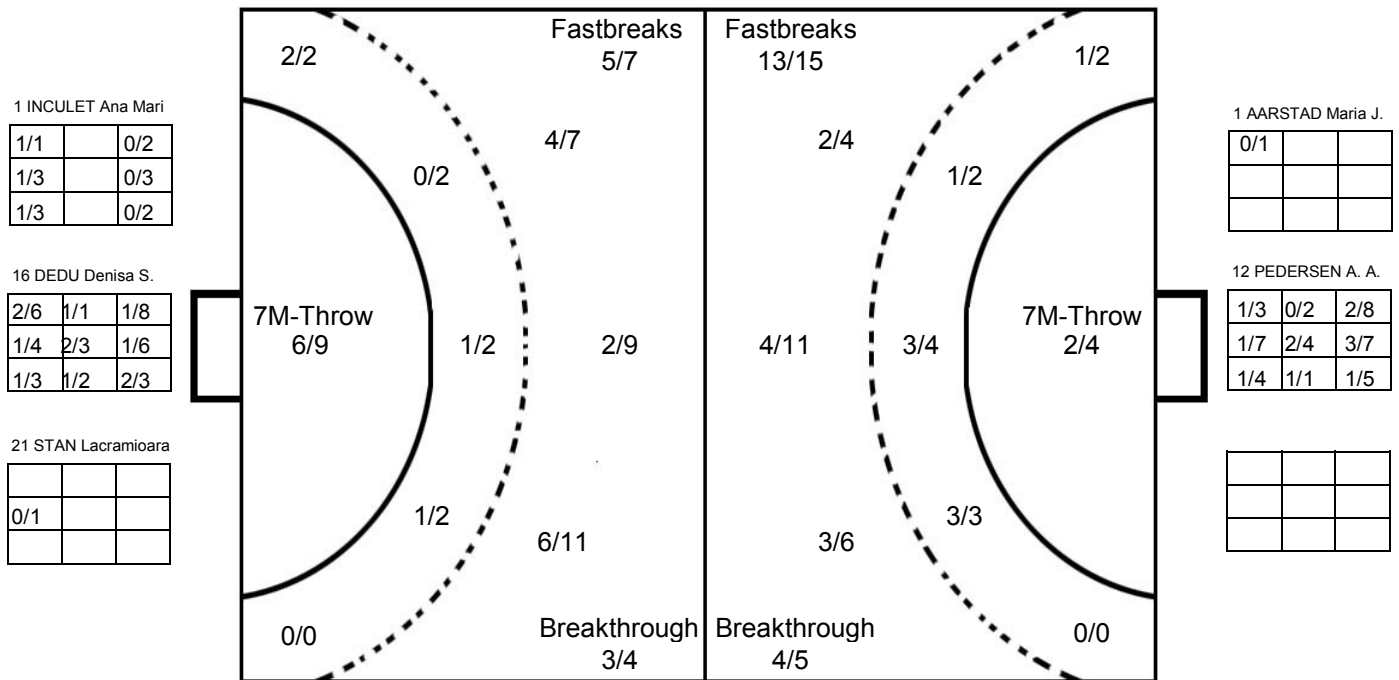 1 INCULET Ana Mari
1/1 0/2
1/3 0/3
1/3 0/2
16 DEDU Denisa S.
2/6 1/1 1/8
1/4 2/3 1/6
1/3 1/2 2/3
21 STAN Lacramioara
0/1
2/2
Fastbreaks
5/7
4/7
0/2
7M-Throw
6/9
1/2
2/9
1/2
6/11
0/0
Breakthrough
3/4
Fastbreaks
13/15
1/2
2/4
1/2
4/11
3/4
7M-Throw
2/4
3/3
3/6
Breakthrough
4/5
0/0
1 AARSTAD Maria J.
0/1
12 PEDERSEN A. A.
1/3 0/2 2/8
1/7 2/4 3/7
1/4 1/1 1/5